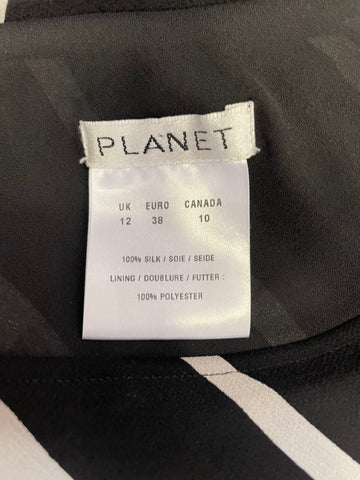 PLANET
UK EURO CANADA
12 38 10
100% SILK / SOIE / SEIDE
LINING / DOUBLURE / FUTTER :
100% POLYESTER